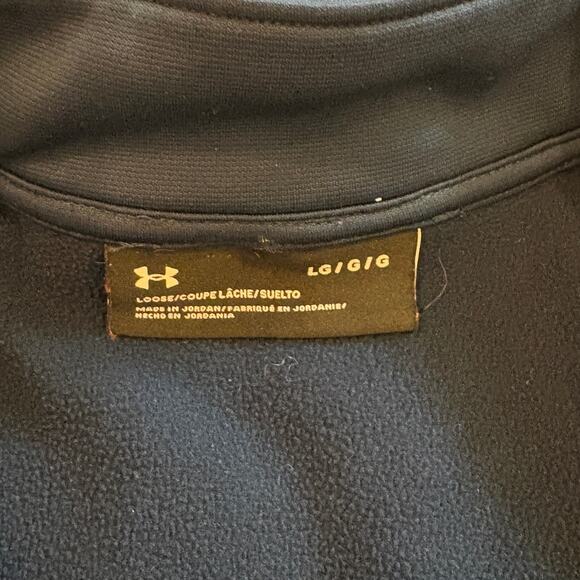 LG/G/G
LOOSE/COUPE LÂCHE/SUELTO
MADE IN JORDAN/FABRIQUÉ EN JORDANIE/
HECHO EN JORDANIA